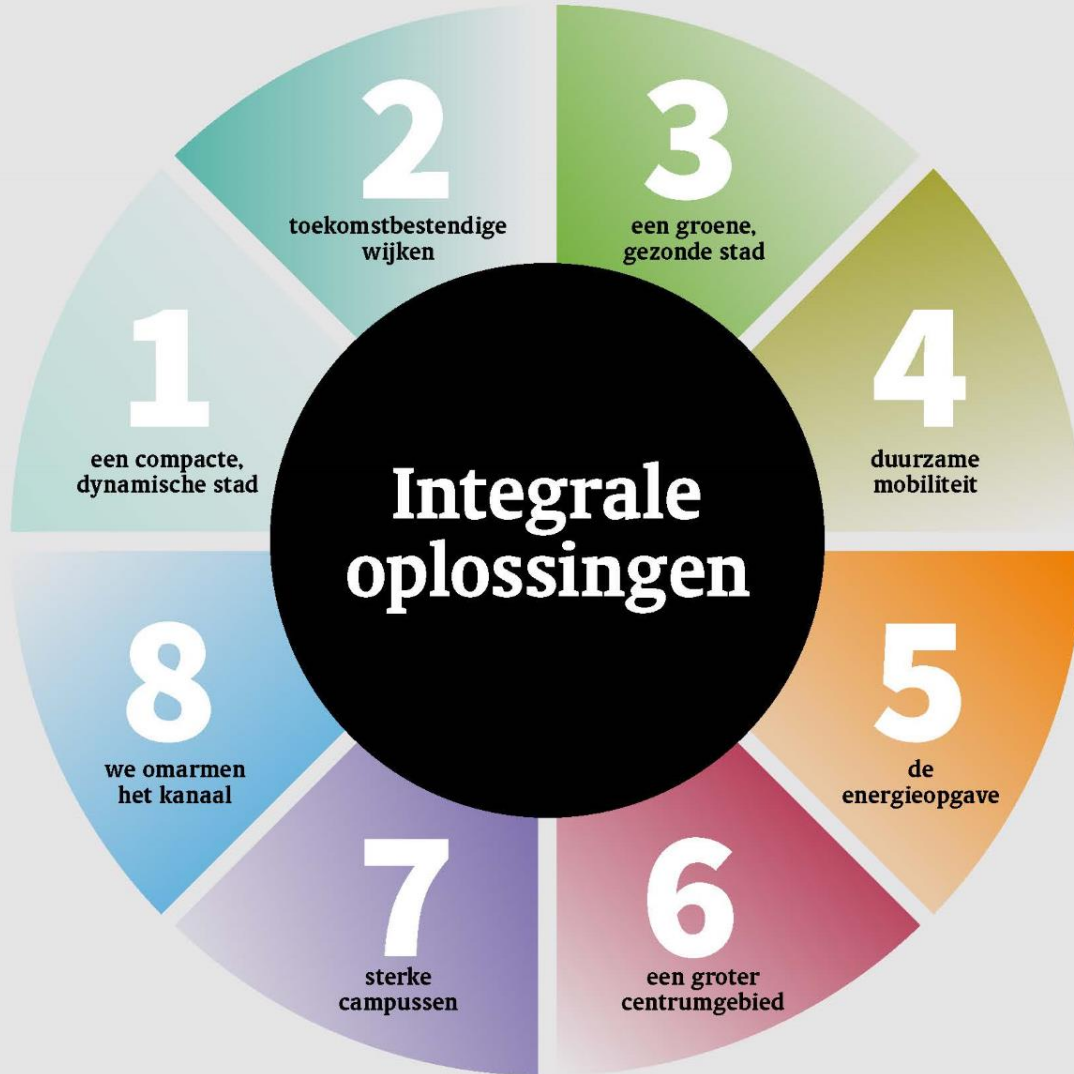 1
een compacte,
dynamische stad
2
toekomstbestendige
wijken
3
een groene,
gezonde stad
4
duurzame
mobiliteit
5
de
energieopgave
6
een groter
centrumgebied
7
sterke
campussen
8
we omarmen
het kanaal
Integrale
oplossingen